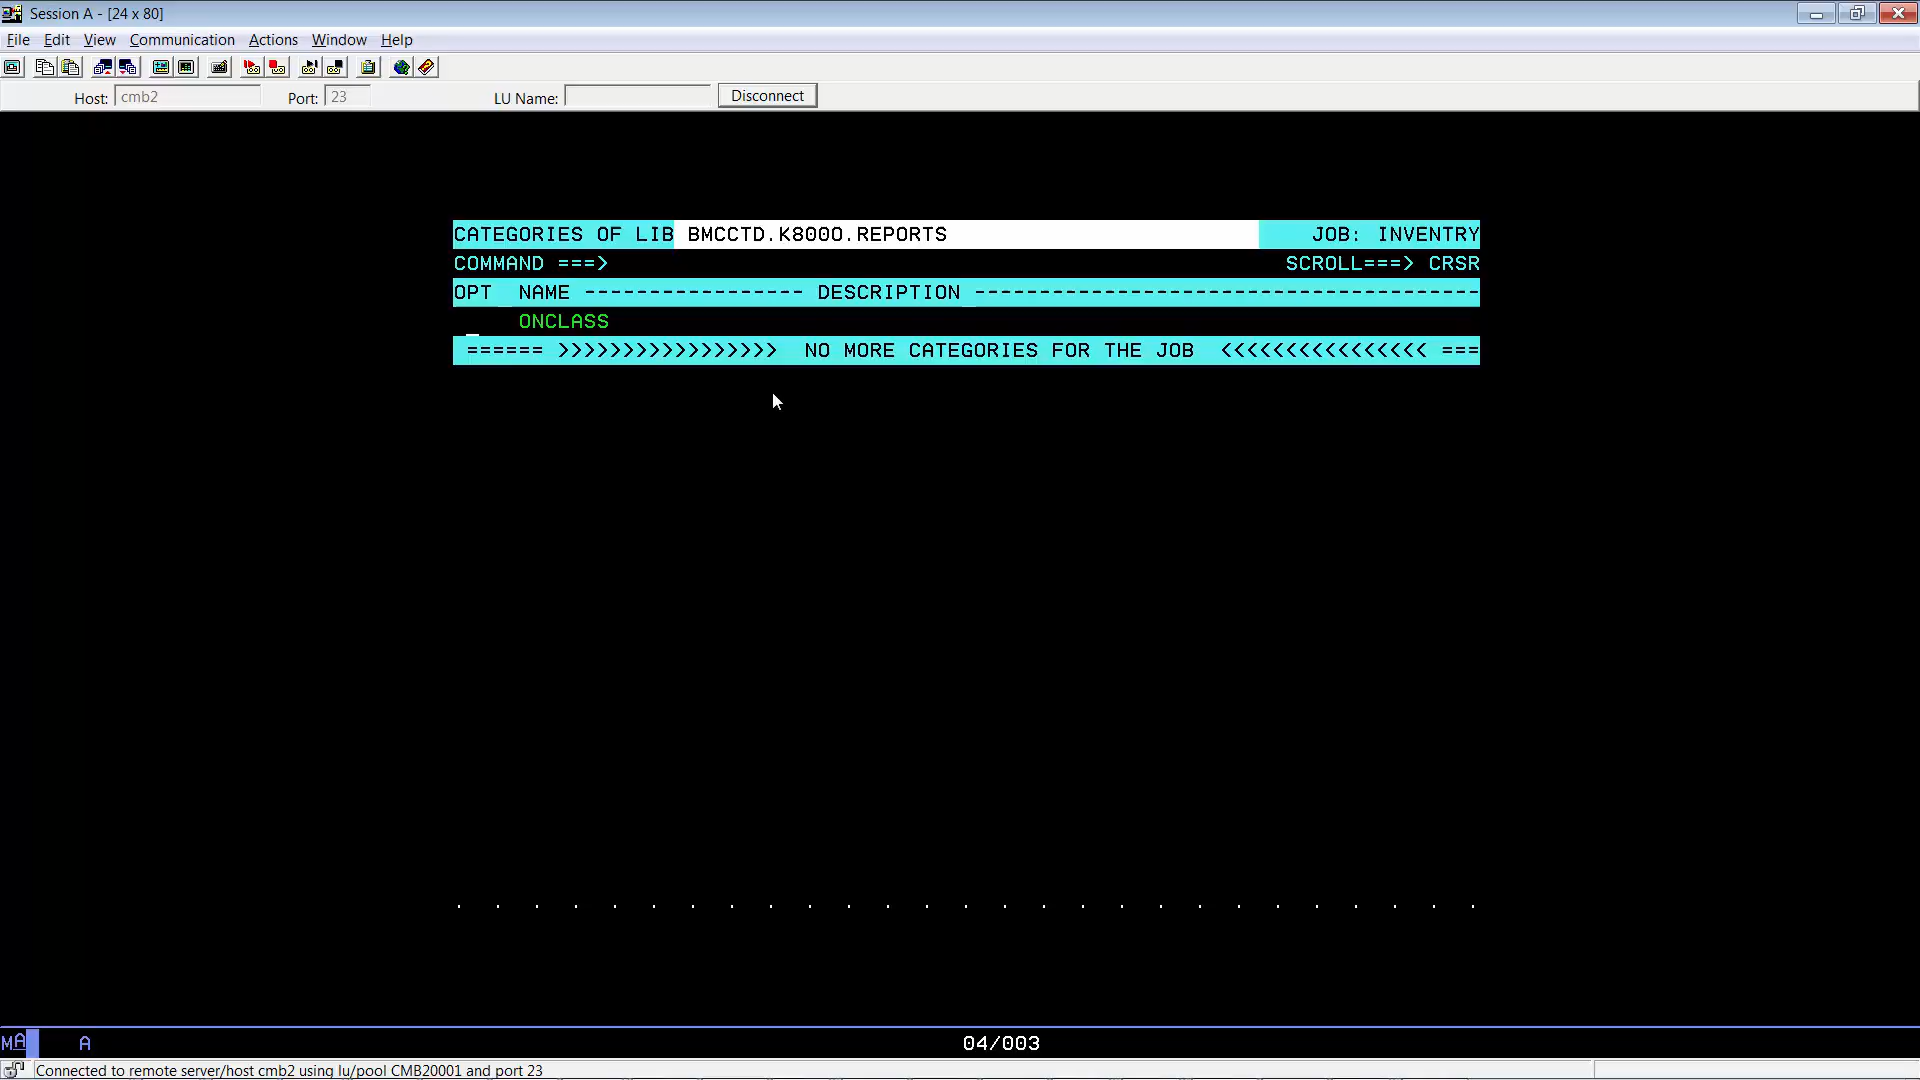 Session A - [24 x 80]
File Edit View Communication Actions Window Help
Host: cmb2 Port: 23 LU Name: Disconnect
CATEGORIES OF LIB BMCCTD.K800O.REPORTS JOB: INVENTRY
COMMAND ===> SCROLL===> CRSR
OPT NAME ----------------- DESCRIPTION ---------------------------------------
ONCLASS
====== >>>>>>>>>>>>>>>>> NO MORE CATEGORIES FOR THE JOB <<<<<<<<<<<<<<<< ===
. . . . . . . . . . . . . . . . . . . . . . . . . . .
MA A 04/003
Connected to remote server/host cmb2 using lu/pool CMB20001 and port 23